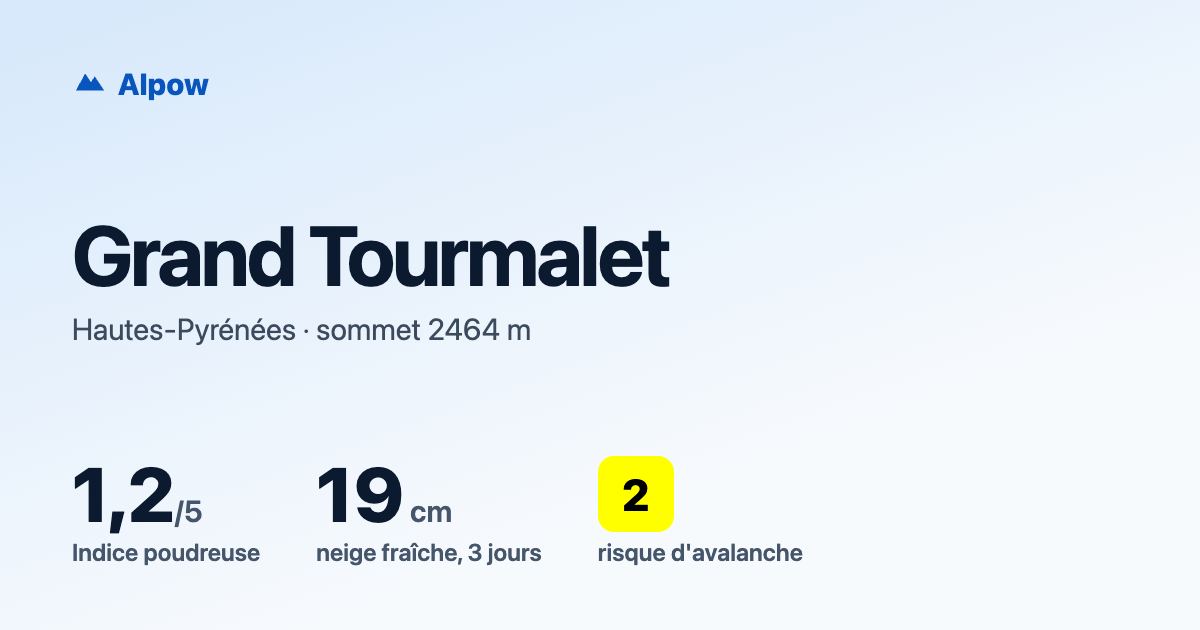 Alpow
Grand Tourmalet
Hautes-Pyrénées · sommet 2464 m
1,2/5 19 cm 2
Indice poudreuse neige fraîche, 3 jours risque d'avalanche